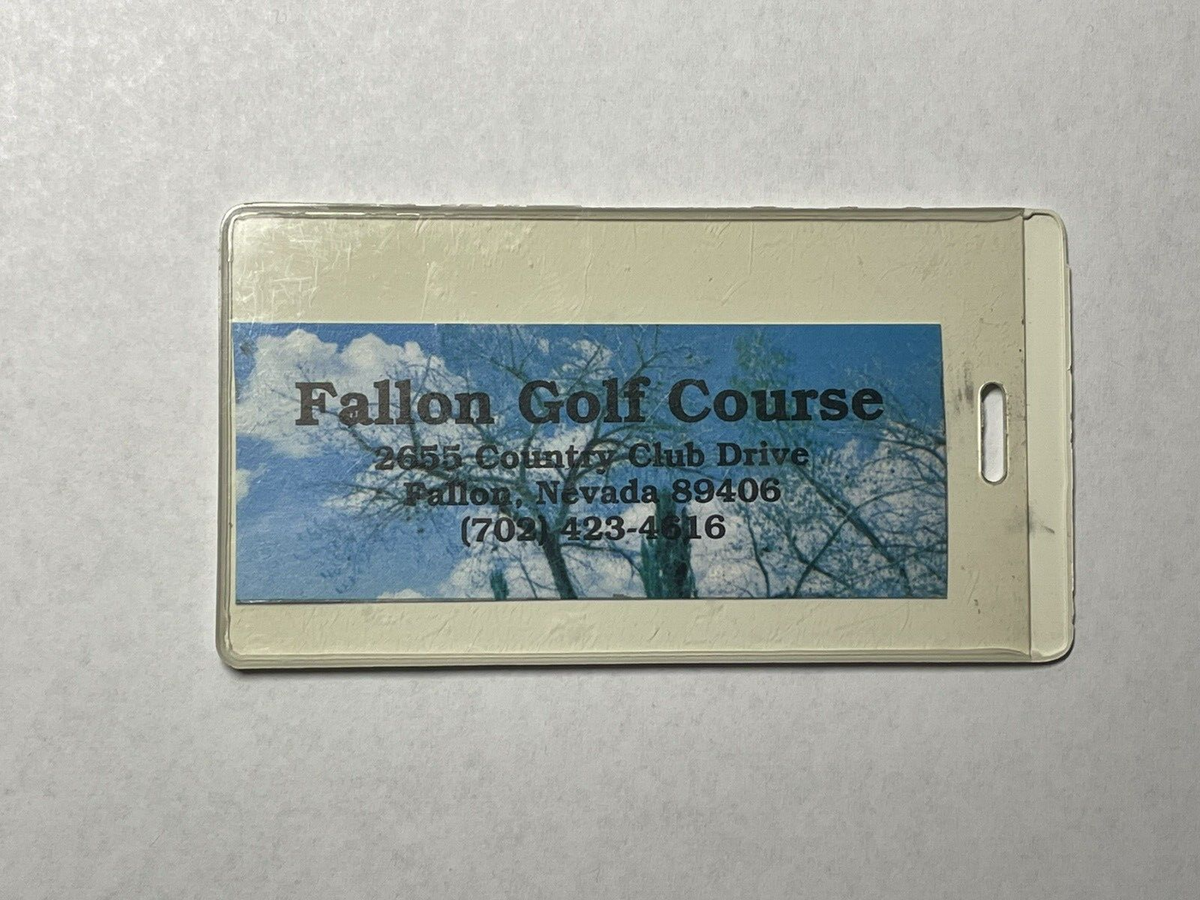 Fallon Golf Course
2655 Country Club Drive
Fallon, Nevada 89406
(702) 423-4616